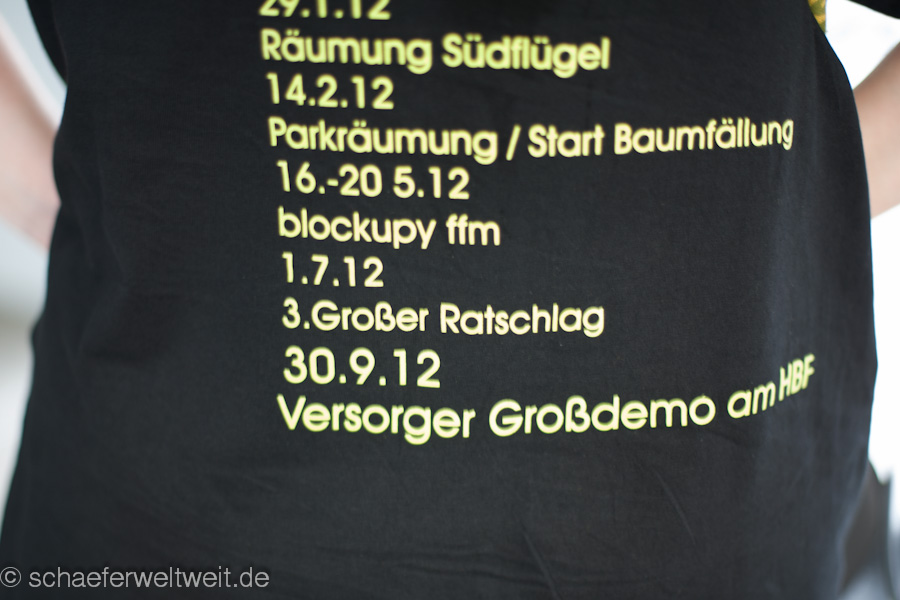 29.1.12
Räumung Südflügel
14.2.12
Parkräumung / Start Baumfällung
16.-20 5.12
blockupy ffm
1.7.12
3.Großer Ratschlag
30.9.12
Versorger Großdemo am HBF
© schaeferweltweit.de